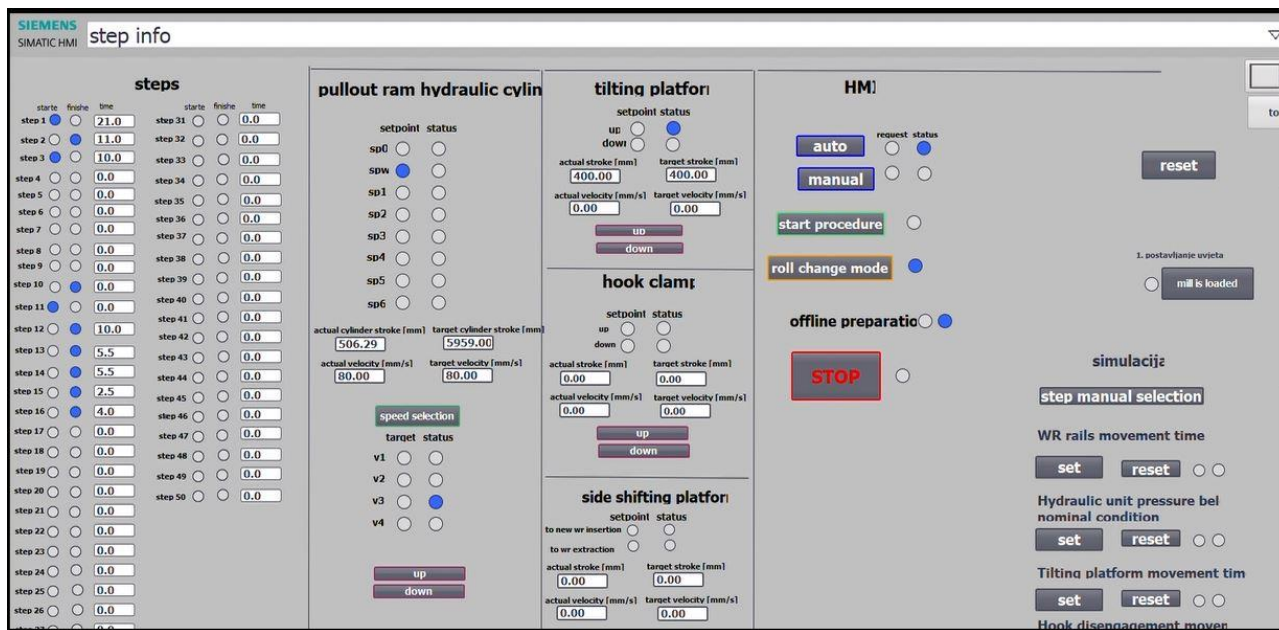 SIEMENS
SIMATIC HMI
step info
to
steps
starte finishe time starte finishe time
step 1 21.0 step 31 0.0
step 2 11.0 step 32 0.0
step 3 10.0 step 33 0.0
step 4 0.0 step 34 0.0
step 5 0.0 step 35 0.0
step 6 0.0 step 36 0.0
step 7 0.0 step 37 0.0
step 8 0.0 step 38 0.0
step 9 0.0 step 39 0.0
step 10 0.0 step 40 0.0
step 11 0.0 step 41 0.0
step 12 10.0 step 42 0.0
step 13 5.5 step 43 0.0
step 14 5.5 step 44 0.0
step 15 2.5 step 45 0.0
step 16 4.0 step 46 0.0
step 17 0.0 step 47 0.0
step 18 0.0 step 48 0.0
step 19 0.0 step 49 0.0
step 20 0.0 step 50 0.0
step 21 0.0
step 22 0.0
step 23 0.0
step 24 0.0
step 25 0.0
step 26 0.0
pullout ram hydraulic cylin
setpoint status
sp0
spw
sp1
sp2
sp3
sp4
sp5
sp6
actual cylinder stroke [mm] target cylinder stroke [mm]
506.29 5959.00
actual velocity [mm/s] target velocity [mm/s]
80.00 80.00
speed selection
target status
v1
v2
v3
v4
up
down
tilting platfor
setpoint status
up
down
actual stroke [mm] target stroke [mm]
400.00 400.00
actual velocity [mm/s] target velocity [mm/s]
0.00 0.00
up
down
hook clamp
setpoint status
up
down
actual stroke [mm] target stroke [mm]
0.00 0.00
actual velocity [mm/s] target velocity [mm/s]
0.00 0.00
up
down
side shifting platfor
setpoint status
to new wr insertion
to wr extraction
actual stroke [mm] target stroke [mm]
0.00 0.00
actual velocity [mm/s] target velocity [mm/s]
0.00 0.00
HMI
request status
auto
manual
start procedure
roll change mode
offline preparatio
STOP
reset
1. postavljanje uvjeta
mill is loaded
simulacija
step manual selection
WR rails movement time
set reset
Hydraulic unit pressure bel
nominal condition
set reset
Tilting platform movement tim
set reset
Hook disengagement mover